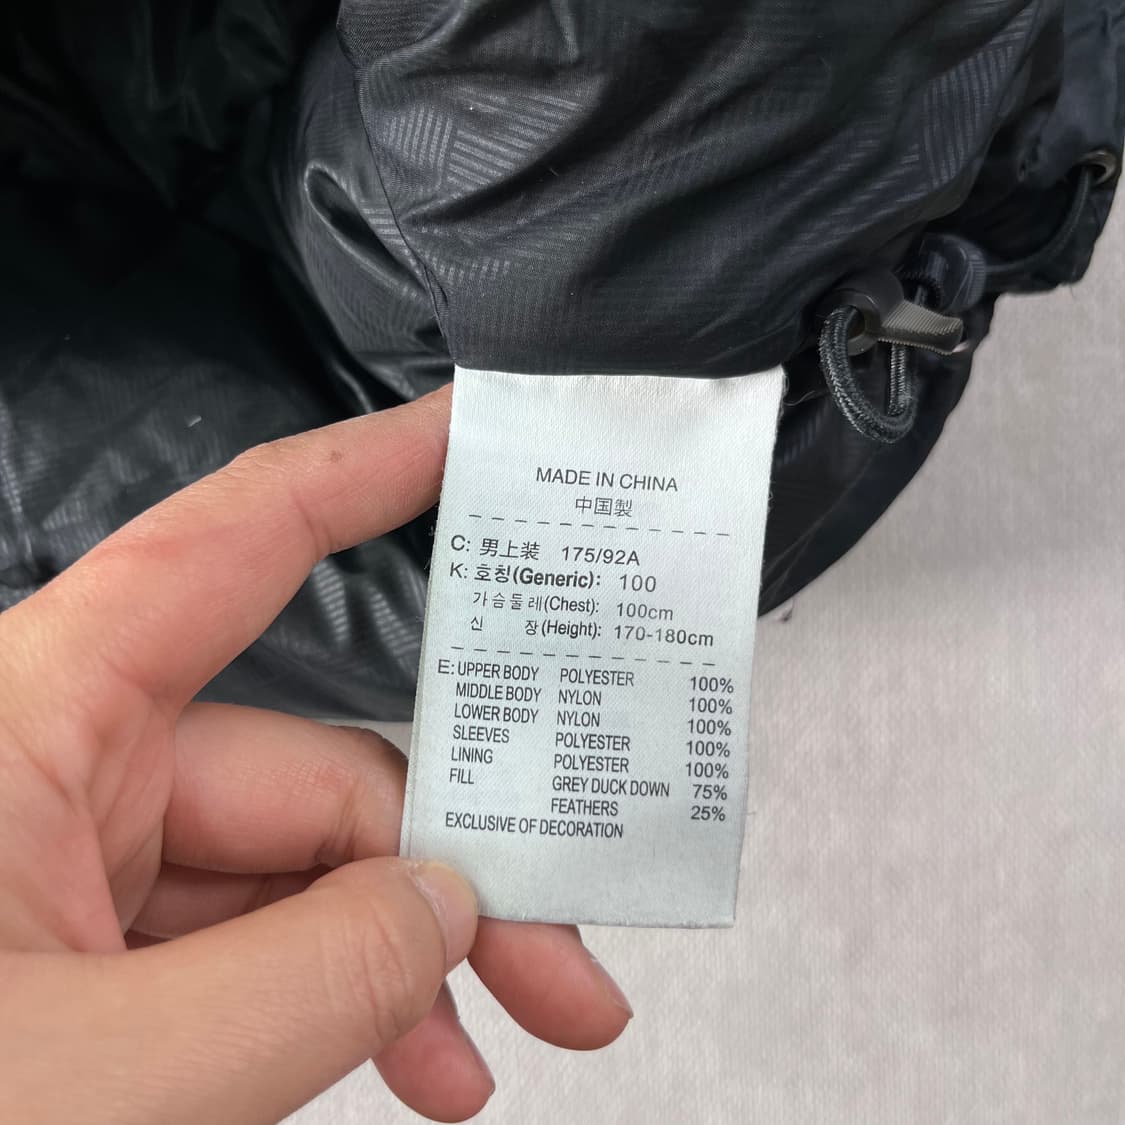 MADE IN CHINA
中国製
C: 男上装 175/92A
K: 호칭(Generic): 100
가슴둘레(Chest): 100cm
신 장(Height): 170-180cm
E: UPPER BODY POLYESTER 100%
MIDDLE BODY NYLON 100%
LOWER BODY NYLON 100%
SLEEVES POLYESTER 100%
LINING POLYESTER 100%
FILL GREY DUCK DOWN 75%
FEATHERS 25%
EXCLUSIVE OF DECORATION